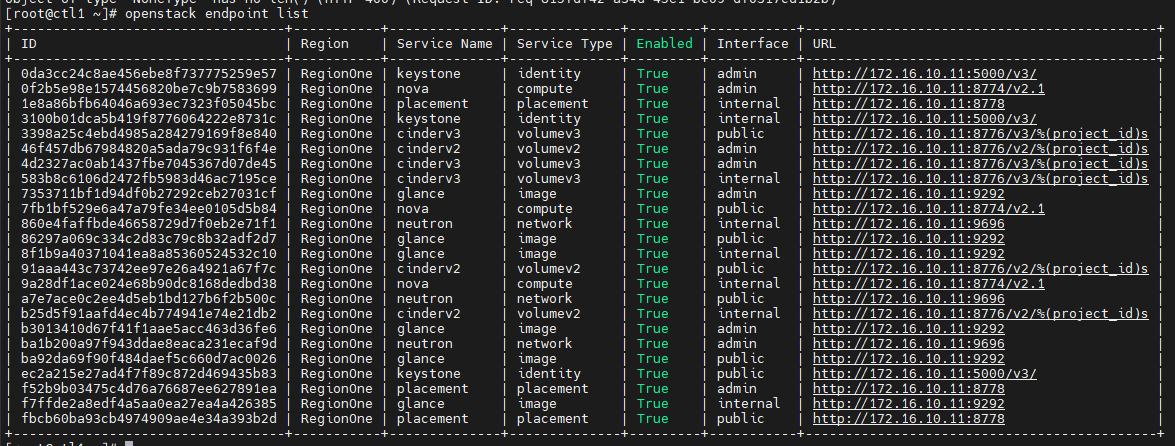 [root@ctl1 ~]# openstack endpoint list
| ID | Region | Service Name | Service Type | Enabled | Interface | URL |
| 0da3cc24c8ae456ebe8f737775259e57 | RegionOne | keystone | identity | True | admin | http://172.16.10.11:5000/v3/ |
| 0f2b5e98e1574456820be7c9b7583699 | RegionOne | nova | compute | True | admin | http://172.16.10.11:8774/v2.1 |
| 1e8a86bfb64046a693ec7323f05045bc | RegionOne | placement | placement | True | internal | http://172.16.10.11:8778 |
| 3100b01dca5b419f8776064222e8731c | RegionOne | keystone | identity | True | internal | http://172.16.10.11:5000/v3/ |
| 3398a25c4ebd4985a284279169f8e840 | RegionOne | cinderv3 | volumev3 | True | public | http://172.16.10.11:8776/v3/%(project_id)s |
| 46f457db67984820a5ada79c931f6f4e | RegionOne | cinderv2 | volumev2 | True | admin | http://172.16.10.11:8776/v2/%(project_id)s |
| 4d2327ac0ab1437fbe7045367d07de45 | RegionOne | cinderv3 | volumev3 | True | admin | http://172.16.10.11:8776/v3/%(project_id)s |
| 583b8c6106d2472fb5983d46ac7195ce | RegionOne | cinderv3 | volumev3 | True | internal | http://172.16.10.11:8776/v3/%(project_id)s |
| 7353711bf1d94df0b27292ceb27031cf | RegionOne | glance | image | True | admin | http://172.16.10.11:9292 |
| 7fb1bf529e6a47a79fe34ee0105d5b84 | RegionOne | nova | compute | True | public | http://172.16.10.11:8774/v2.1 |
| 860e4faffbde46658729d7f0eb2e71f1 | RegionOne | neutron | network | True | internal | http://172.16.10.11:9696 |
| 86297a069c334c2d83c79c8b32adf2d7 | RegionOne | glance | image | True | public | http://172.16.10.11:9292 |
| 8f1b9a40371041ea8a85360524532c10 | RegionOne | glance | image | True | internal | http://172.16.10.11:9292 |
| 91aaa443c73742ee97e26a4921a67f7c | RegionOne | cinderv2 | volumev2 | True | public | http://172.16.10.11:8776/v2/%(project_id)s |
| 9a28df1ace024e68b90dc8168dedbd38 | RegionOne | nova | compute | True | internal | http://172.16.10.11:8774/v2.1 |
| a7e7ace0c2ee4d5eb1bd127b6f2b500c | RegionOne | neutron | network | True | public | http://172.16.10.11:9696 |
| b25d5f91aafd4ec4b774941e74e21db2 | RegionOne | cinderv2 | volumev2 | True | internal | http://172.16.10.11:8776/v2/%(project_id)s |
| b3013410d67f41f1aae5acc463d36fe6 | RegionOne | glance | image | True | admin | http://172.16.10.11:9292 |
| ba1b200a97f943ddae8eaca231ecaf9d | RegionOne | neutron | network | True | admin | http://172.16.10.11:9696 |
| ba92da69f90f484daef5c660d7ac0026 | RegionOne | glance | image | True | public | http://172.16.10.11:9292 |
| ec2a215e27ad4f7f89c872d469435b83 | RegionOne | keystone | identity | True | public | http://172.16.10.11:5000/v3/ |
| f52b9b03475c4d76a76687ee627891ea | RegionOne | placement | placement | True | admin | http://172.16.10.11:8778 |
| f7ffde2a8edf4a5aa0ea27ea4a426385 | RegionOne | glance | image | True | internal | http://172.16.10.11:9292 |
| fbcb60ba93cb4974909ae4e34a393b2d | RegionOne | placement | placement | True | public | http://172.16.10.11:8778 |